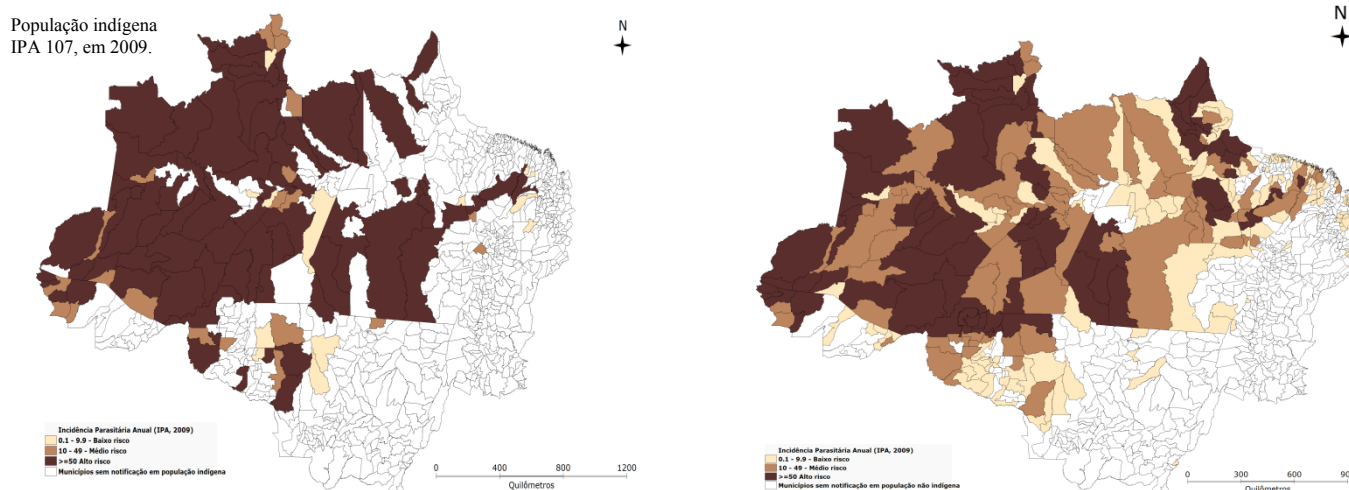 População indígena
IPA 107, em 2009.
N
Incidência Parasitária Anual (IPA, 2009)
0.1 - 9.9 - Baixo risco
10 - 49 - Médio risco
>=50 Alto risco
Municípios sem notificação em população indígena
0 400 800 1200
Quilômetros
N
Incidência Parasitária Anual (IPA, 2009)
0.1 - 9.9 - Baixo risco
10 - 49 - Médio risco
>=50 Alto risco
Municípios sem notificação em população não indígena
0 300 600
Quilômetros